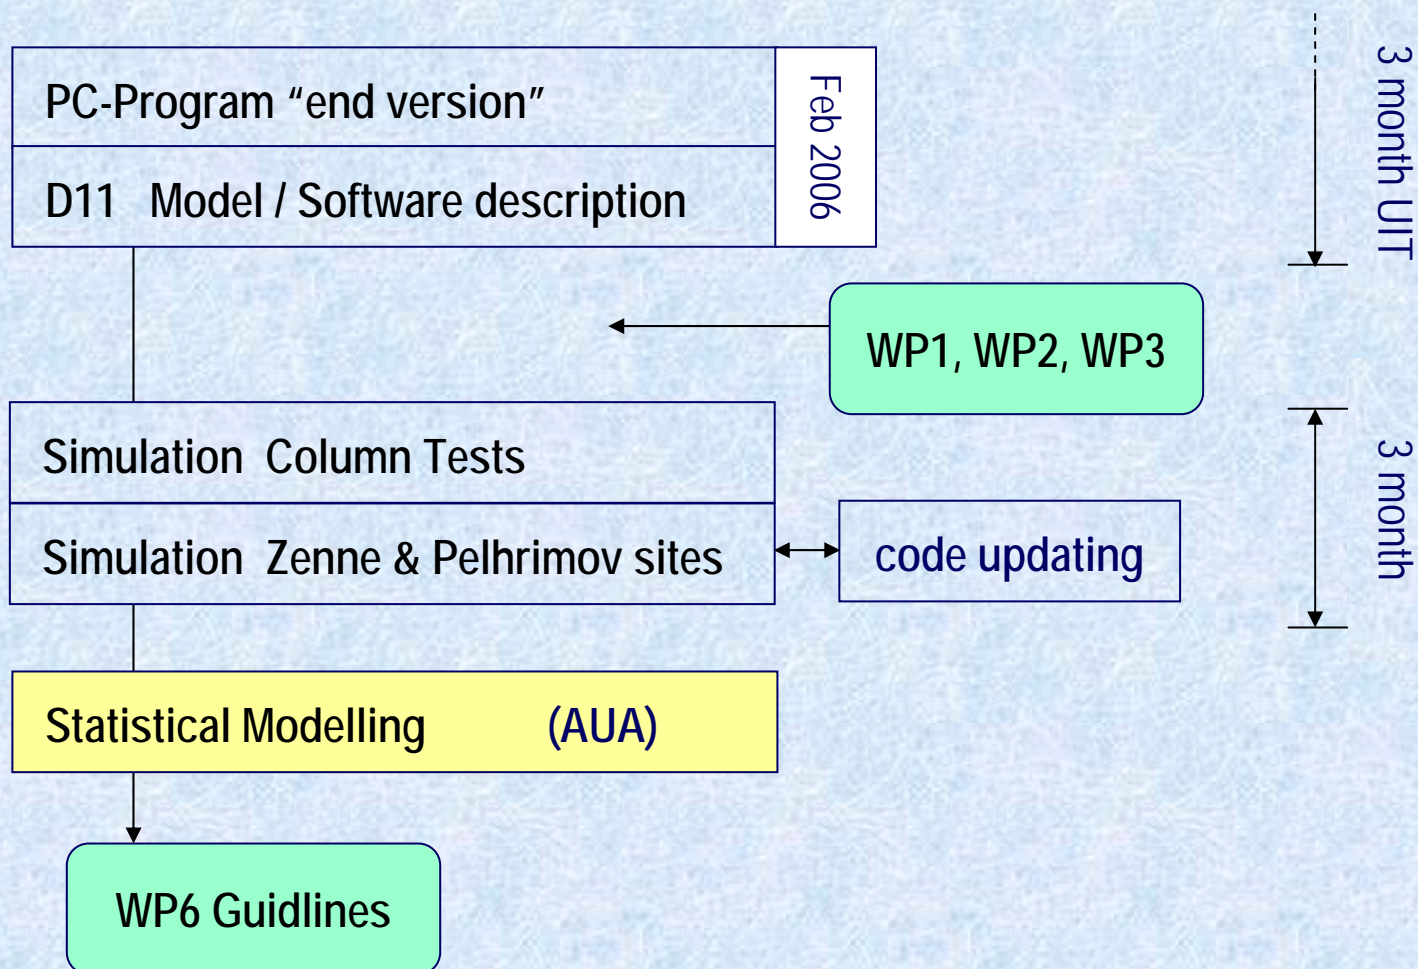 PC-Program “end version”
D11 Model / Software description
Feb 2006
3 month UIT
WP1, WP2, WP3
Simulation Column Tests
Simulation Zenne & Pelhrimov sites
code updating
3 month
Statistical Modelling (AUA)
WP6 Guidlines